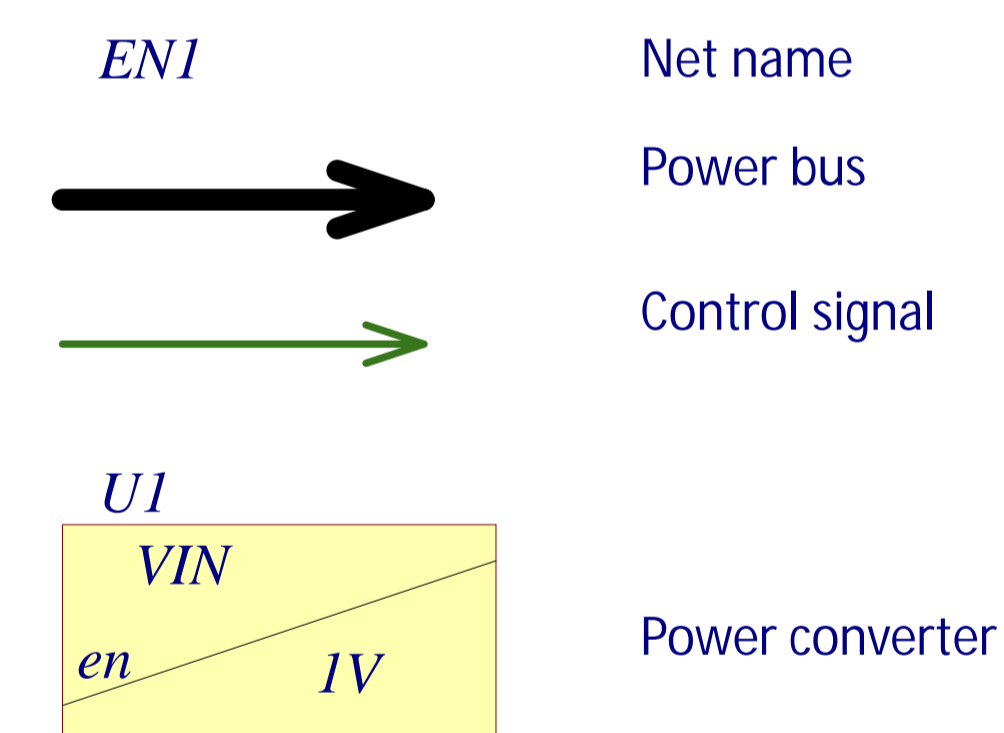 EN1 Net name
Power bus
Control signal
U1
VIN
en 1V Power converter